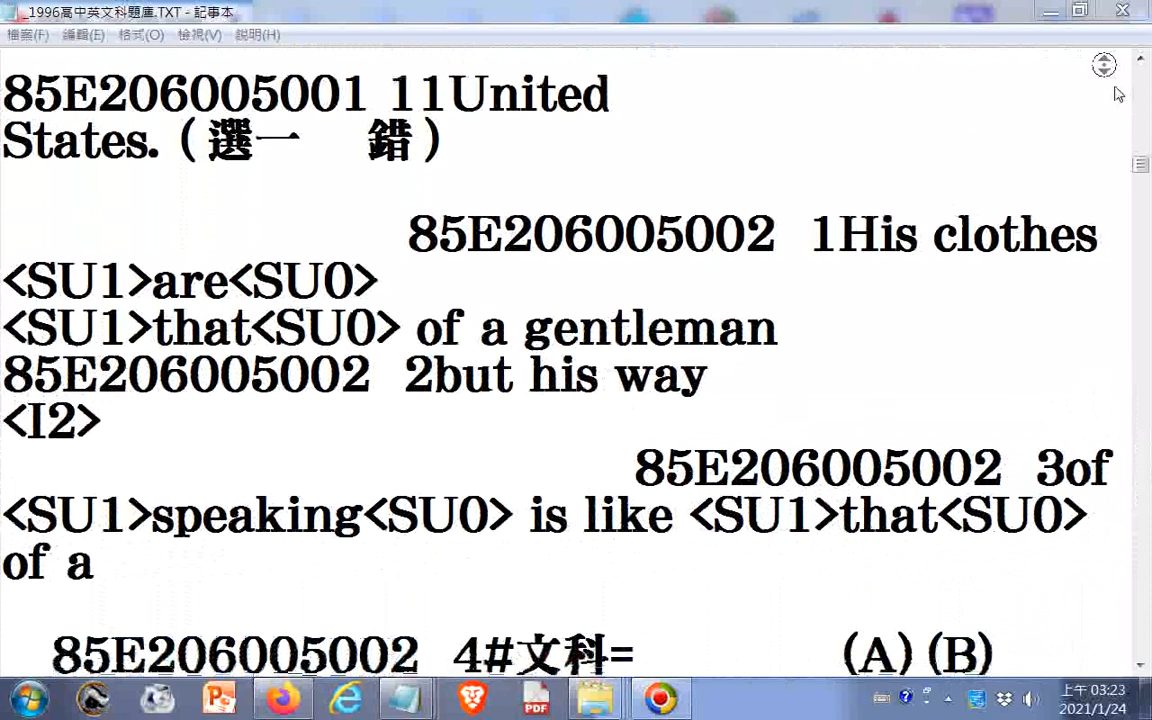 _1996高中英文科題庫.TXT - 記事本
檔案(F) 編輯(E) 格式(O) 檢視(V) 說明(H)
85E206005001 11United
States.（選一 錯）
85E206005002 1His clothes
<SU1>are<SU0>
<SU1>that<SU0> of a gentleman
85E206005002 2but his way
<I2>
85E206005002 3of
<SU1>speaking<SU0> is like <SU1>that<SU0>
of a
85E206005002 4#文科= (A) (B)
PDF
上午 03:23
2021/1/24